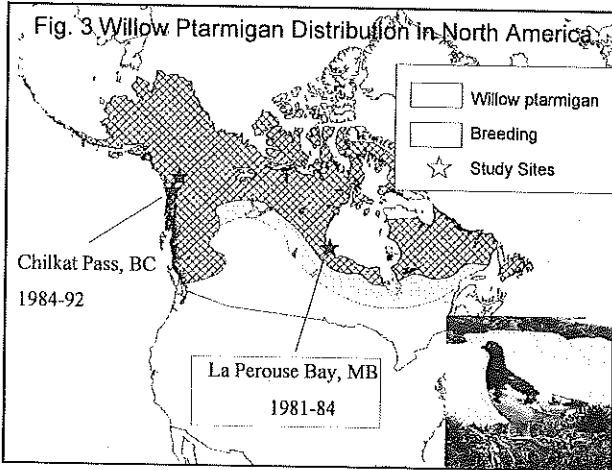 Fig. 3 Willow Ptarmigan Distribution in North America
Willow ptarmigan
Breeding
Study Sites
Chilkat Pass, BC
1984-92
La Perouse Bay, MB
1981-84